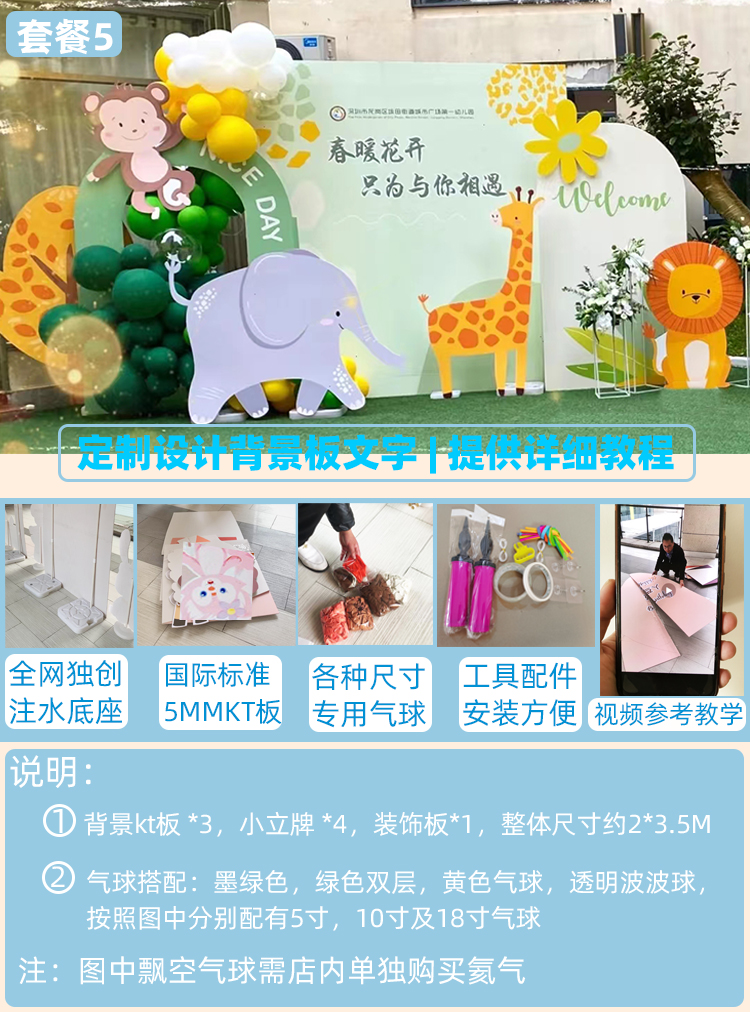 套餐5
春暖花开
只为与你相遇
NICE DAY
Welcome
定制设计背景板文字 | 提供详细教程
全网独创
注水底座
国际标准
5MMKT板
各种尺寸
专用气球
工具配件
安装方便
视频参考教学
说明：
① 背景kt板 *3，小立牌 *4，装饰板*1，整体尺寸约2*3.5M
② 气球搭配：墨绿色，绿色双层，黄色气球，透明波波球，
按照图中分别配有5寸，10寸及18寸气球
注：图中飘空气球需店内单独购买氦气